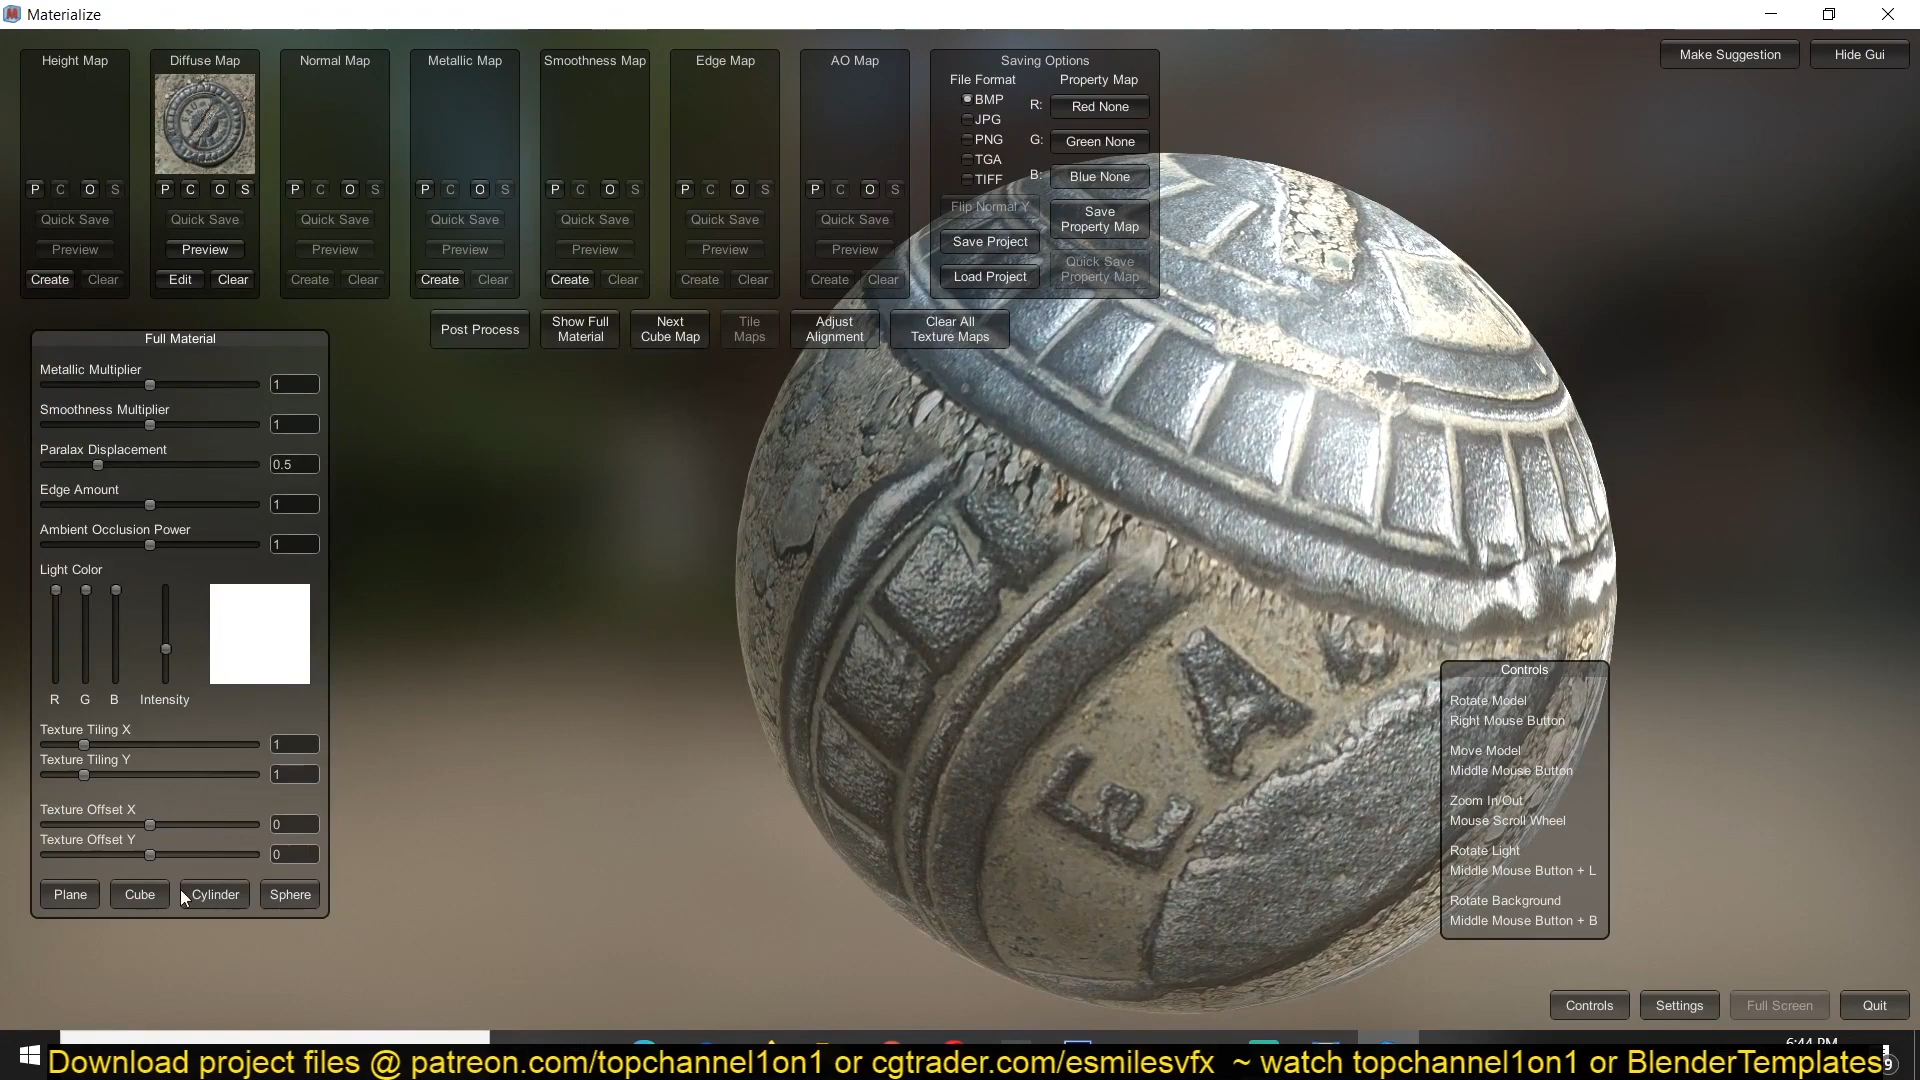 Materialize
Make Suggestion
Hide Gui
Height Map
Diffuse Map
Normal Map
Metallic Map
Smoothness Map
Edge Map
AO Map
Saving Options
File Format
Property Map
BMP
R:
Red None
JPG
PNG
G:
Green None
TGA
B:
Blue None
TIFF
P C O S
P C O S
P C O S
P C O S
P C O S
P C O S
P C O S
Flip Normal Y
Save
Property Map
Quick Save
Quick Save
Quick Save
Quick Save
Quick Save
Quick Save
Quick Save
Save Project
Preview
Preview
Preview
Preview
Preview
Preview
Preview
Quick Save
Property Map
Load Project
Create Clear
Edit Clear
Create Clear
Create Clear
Create Clear
Create Clear
Create Clear
Post Process
Show Full
Material
Next
Cube Map
Tile
Maps
Adjust
Alignment
Clear All
Texture Maps
Full Material
Metallic Multiplier
1
Smoothness Multiplier
1
Paralax Displacement
0.5
Edge Amount
1
Ambient Occlusion Power
1
Light Color
R G B Intensity
Texture Tiling X
1
Texture Tiling Y
1
Texture Offset X
0
Texture Offset Y
0
Plane
Cube
Cylinder
Sphere
EA
Controls
Rotate Model
Right Mouse Button
Move Model
Middle Mouse Button
Zoom In/Out
Mouse Scroll Wheel
Rotate Light
Middle Mouse Button + L
Rotate Background
Middle Mouse Button + B
Controls
Settings
Full Screen
Quit
6:44 PM
Download project files @ patreon.com/topchannel1on1 or cgtrader.com/esmilesvfx ~ watch topchannel1on1 or BlenderTemplates